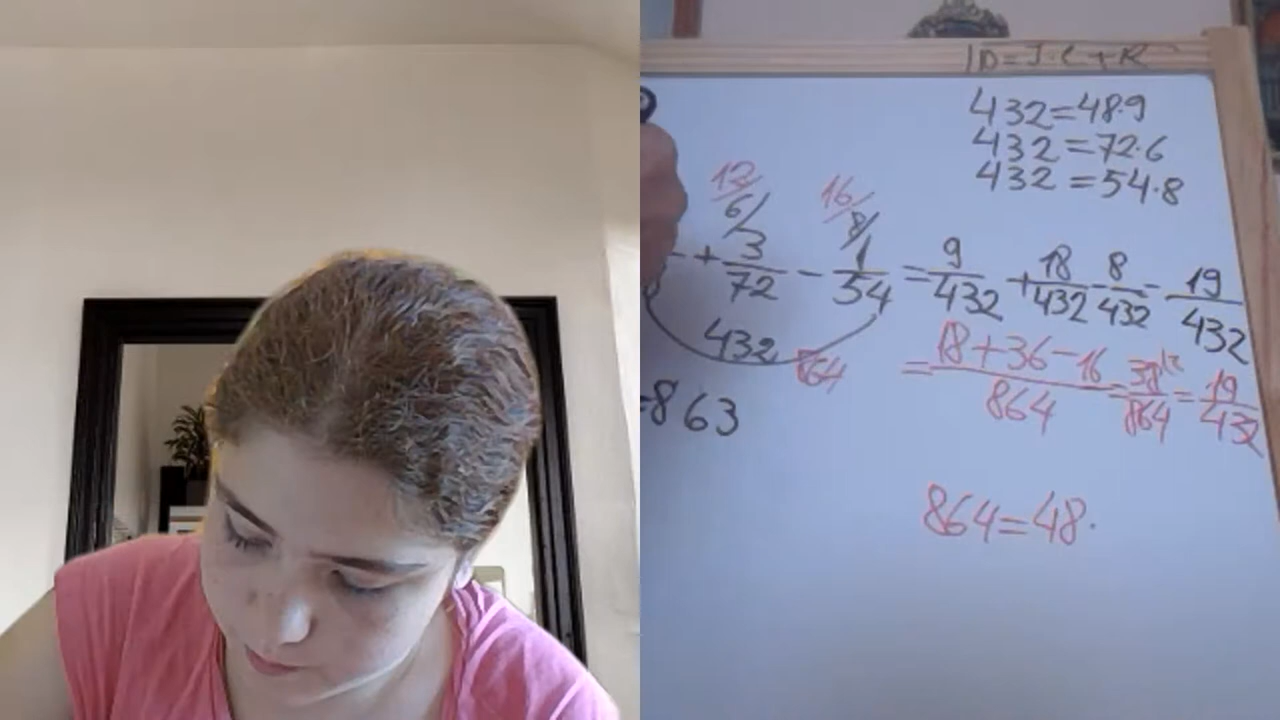 D=I·C+R
432=48·9
432=72·6
432=54·8
12/ 16/
6/ 8/
+ 3/72 - 1/54 = 9/432 + 18/432 - 8/432 - 19/432
432 864
= 18+36-16/864 = 38/864 = 19/432
863
864=48·